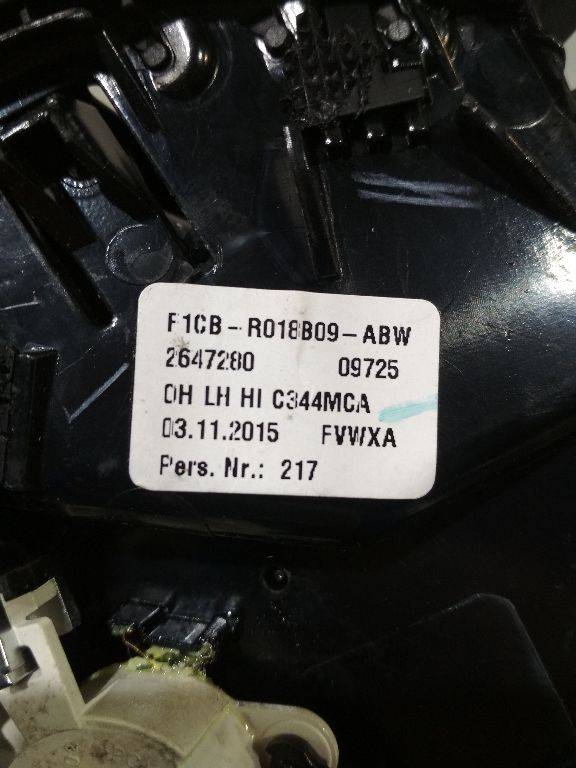 F1CB-R018B09-ABW
2647280 09725
OH LH HI C344MCA
03.11.2015 FVWXA
Pers. Nr.: 217